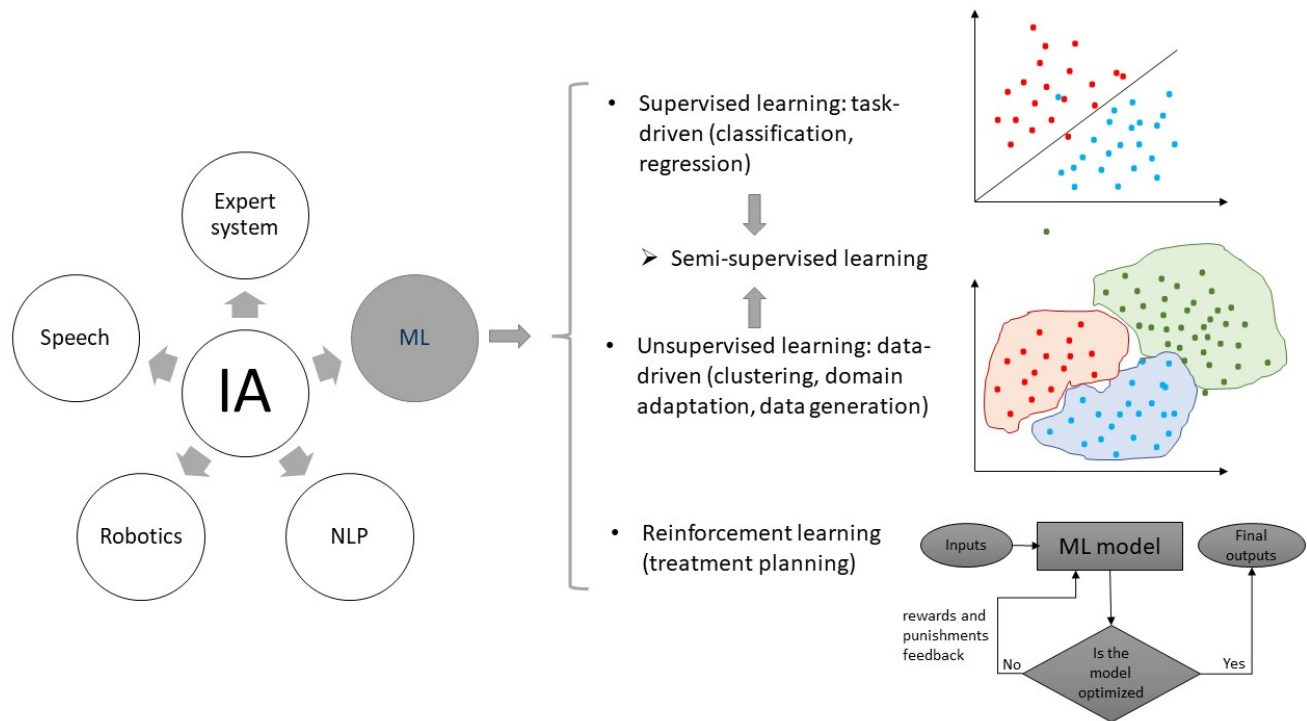 Expert
system
Speech
ML
IA
Robotics
NLP
• Supervised learning: task-
driven (classification,
regression)
➢ Semi-supervised learning
• Unsupervised learning: data-
driven (clustering, domain
adaptation, data generation)
• Reinforcement learning
(treatment planning)
Inputs
ML model
Final
outputs
rewards and
punishments
feedback
No
Is the
model
optimized
Yes